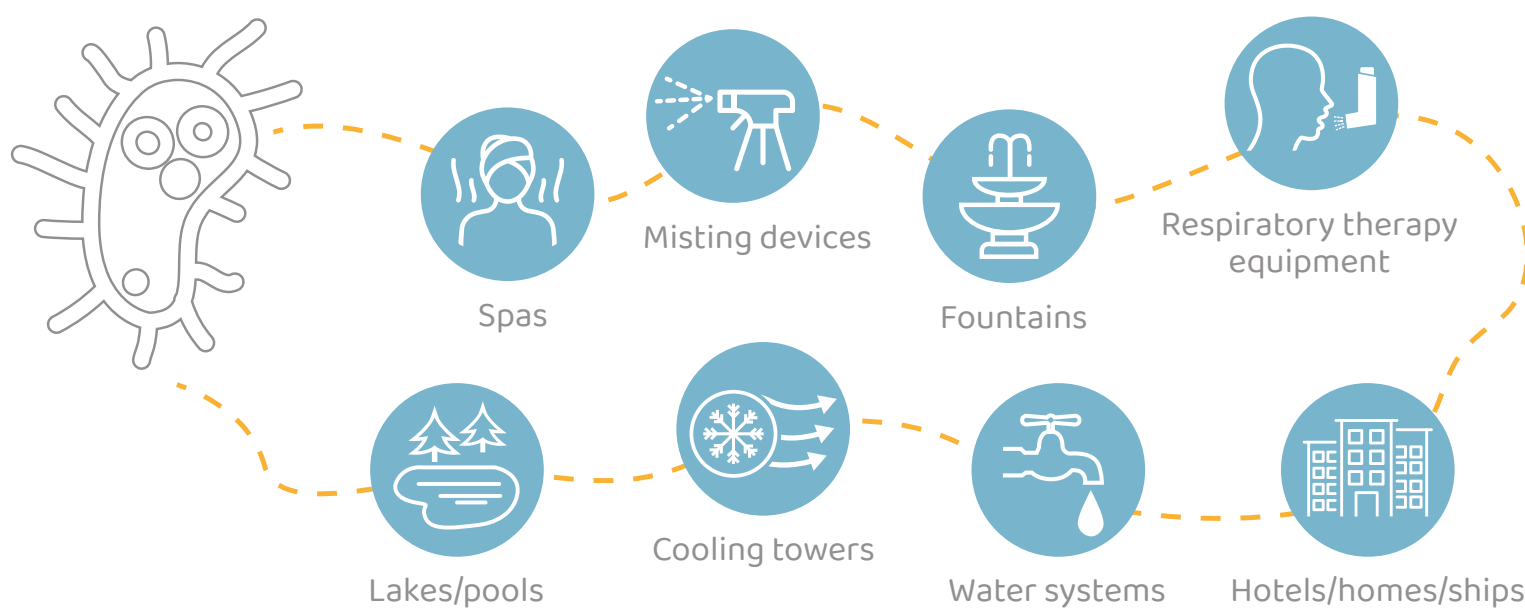 Misting devices
Respiratory therapy
equipment
Spas
Fountains
Cooling towers
Lakes/pools
Water systems
Hotels/homes/ships